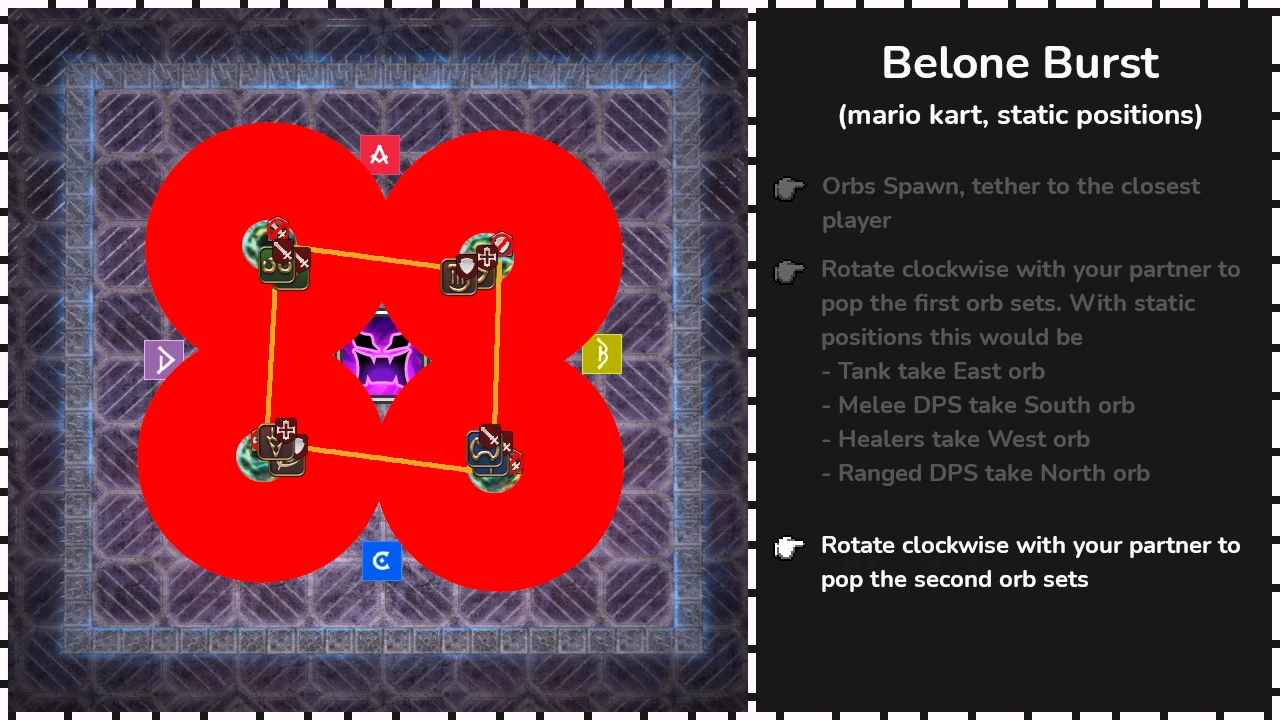 Belone Burst
(mario kart, static positions)
Orbs Spawn, tether to the closest
player
Rotate clockwise with your partner to
pop the first orb sets. With static
positions this would be
- Tank take East orb
- Melee DPS take South orb
- Healers take West orb
- Ranged DPS take North orb
Rotate clockwise with your partner to
pop the second orb sets
A
D
B
C